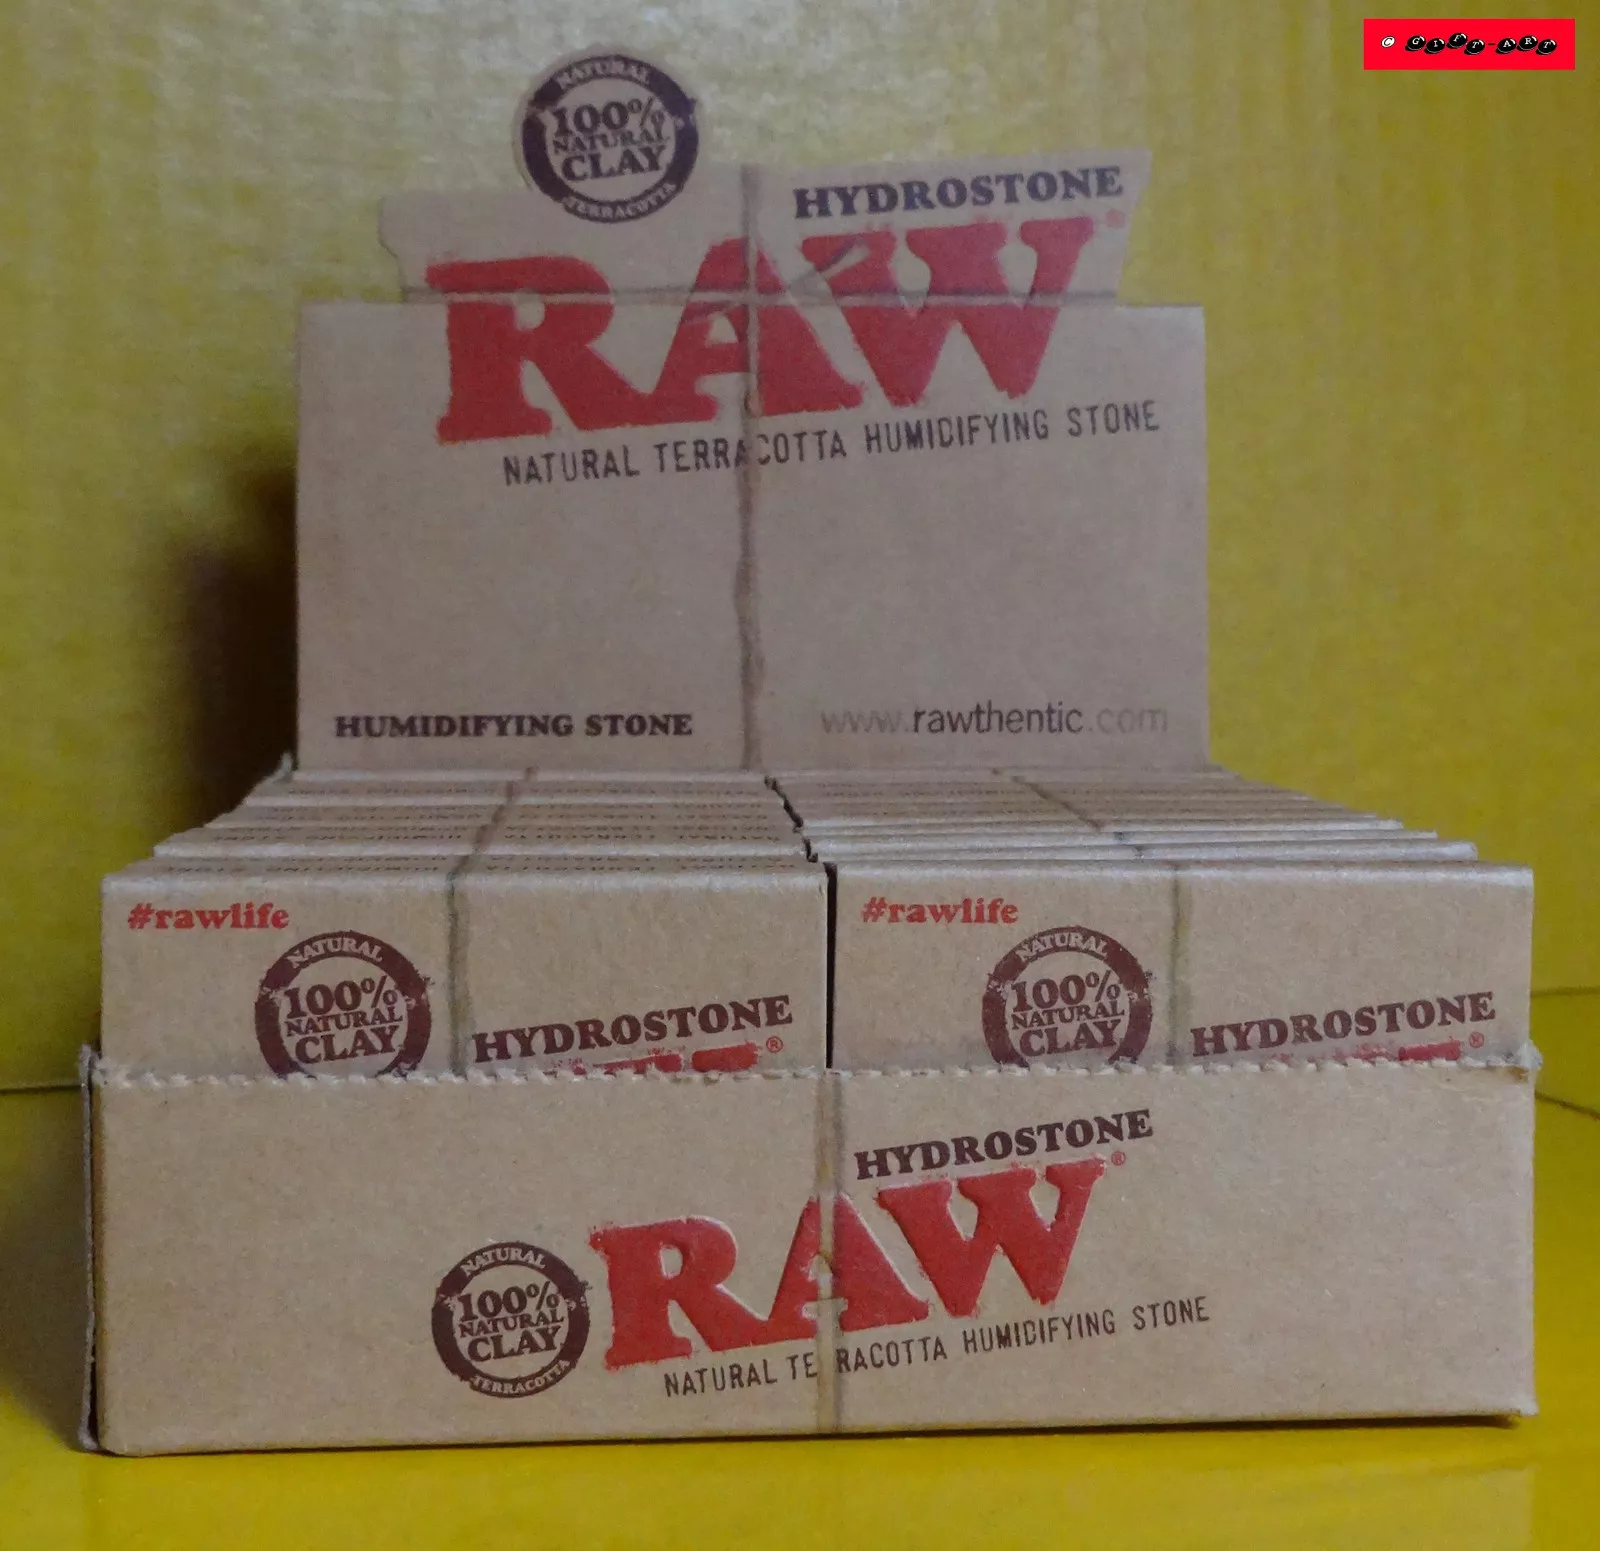 © GIFT-ART
NATURAL
100%
NATURAL
CLAY
TERRACOTTA
HYDROSTONE
RAW®
NATURAL TERRACOTTA HUMIDIFYING STONE
HUMIDIFYING STONE
www.rawthentic.com
#rawlife
NATURAL
100%
NATURAL
CLAY
HYDROSTONE
®
#rawlife
NATURAL
100%
NATURAL
CLAY
HYDROSTONE
®
HYDROSTONE
RAW®
NATURAL
100%
NATURAL
CLAY
TERRACOTTA
NATURAL TERRACOTTA HUMIDIFYING STONE